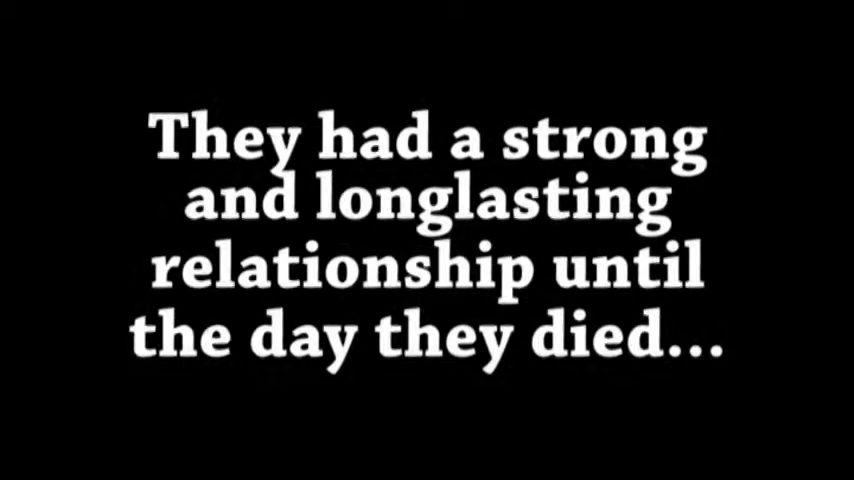 They had a strong
and longlasting
relationship until
the day they died...